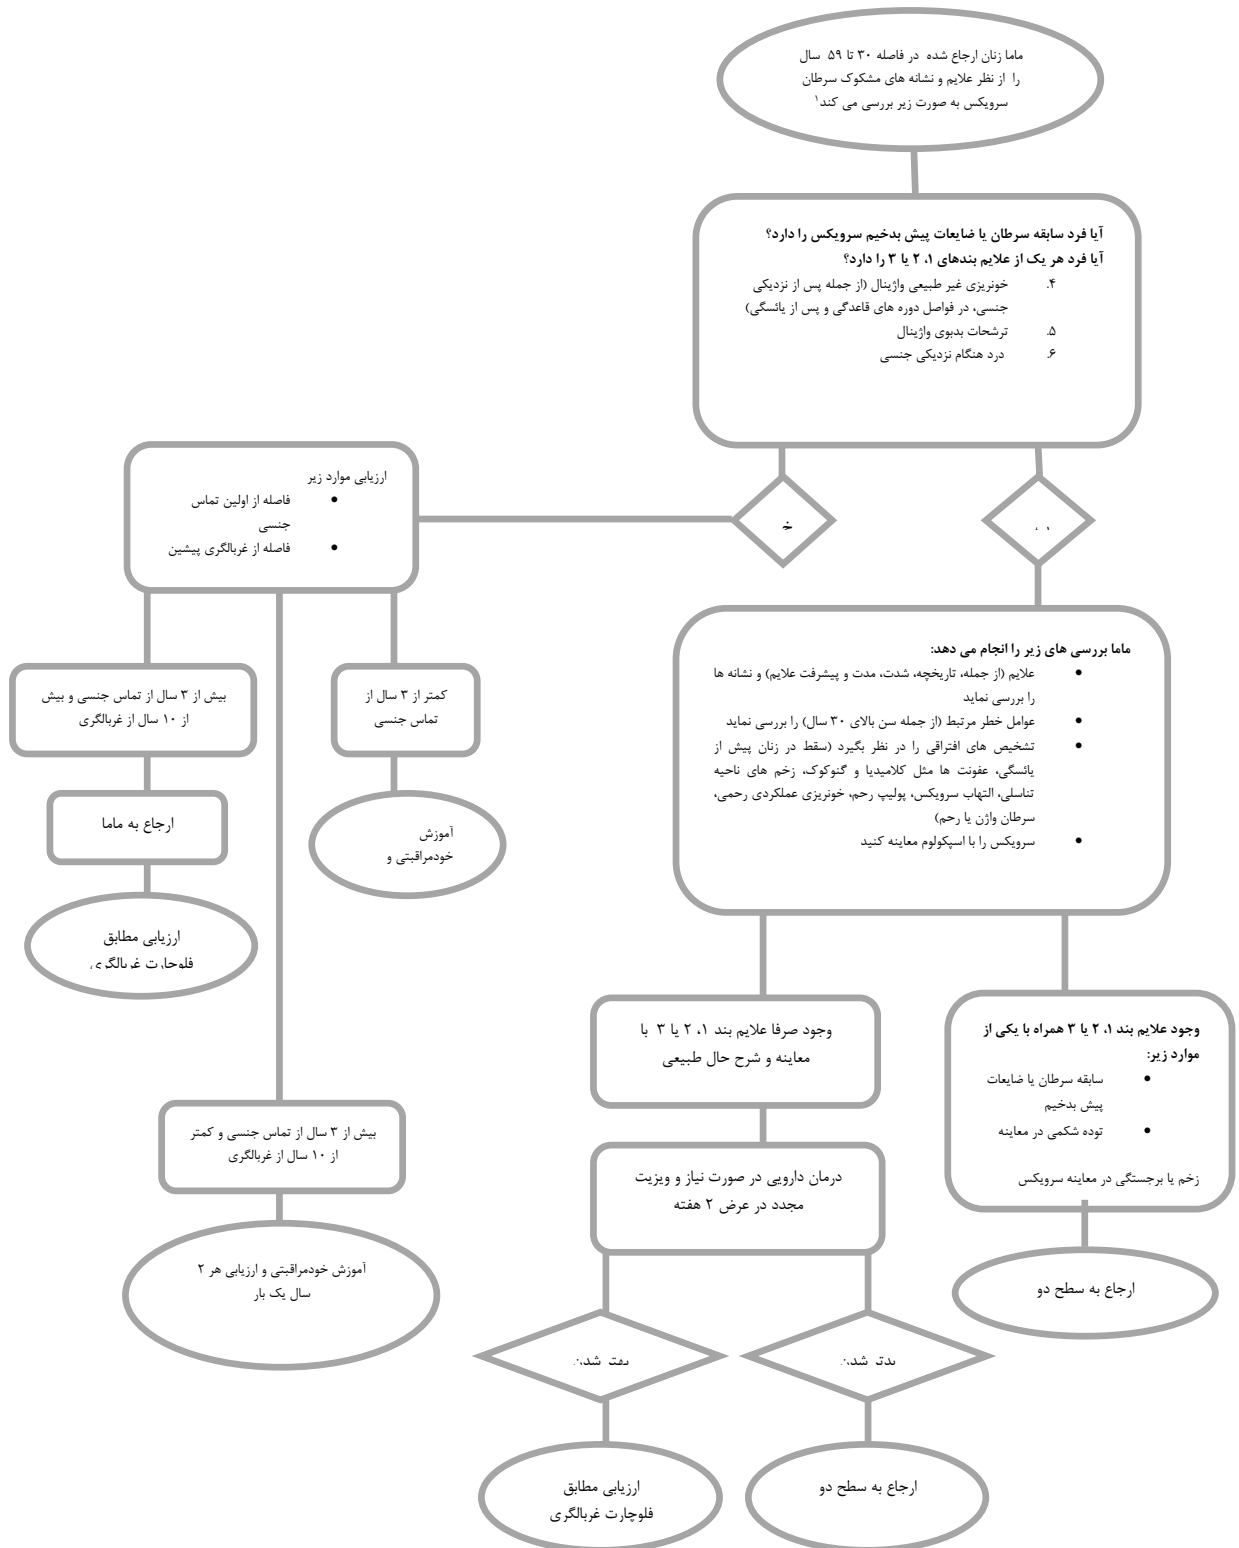 ماما زنان ارجاع شده در فاصله ۳۰ تا ۵۹ سال
را از نظر علایم و نشانه های مشکوک سرطان
سرویکس به صورت زیر بررسی می کند۱
آیا فرد سابقه سرطان یا ضایعات پیش بدخیم سرویکس را دارد؟
آیا فرد هر یک از علایم بندهای ۱، ۲ یا ۳ را دارد؟
۴. خونریزی غیر طبیعی واژینال (از جمله پس از نزدیکی
جنسی، در فواصل دوره های قاعدگی و پس از یائسگی)
۵. ترشحات بدبوی واژینال
۶. درد هنگام نزدیکی جنسی
ماما بررسی های زیر را انجام می دهد:
• علایم (از جمله، تاریخچه، شدت، مدت و پیشرفت علایم) و نشانه ها
را بررسی نماید
• عوامل خطر مرتبط (از جمله سن بالای ۳۰ سال) را بررسی نماید
• تشخیص های افتراقی را در نظر بگیرد (سقط در زنان پیش از
یائسگی، عفونت ها مثل کلامیدیا و گنوکوک، زخم های ناحیه
تناسلی، التهاب سرویکس، پولیپ رحم، خونریزی عملکردی رحمی،
سرطان واژن یا رحم)
• سرویکس را با اسپکولوم معاینه کنید
وجود علایم بند ۱، ۲ یا ۳ همراه با یکی از
موارد زیر:
• سابقه سرطان یا ضایعات
پیش بدخیم
• توده شکمی در معاینه
زخم یا برجستگی در معاینه سرویکس
ارجاع به سطح دو
وجود صرفا علایم بند ۱، ۲ یا ۳ با
معاینه و شرح حال طبیعی
درمان دارویی در صورت نیاز و ویزیت
مجدد در عرض ۲ هفته
بدتر شدن
ارجاع به سطح دو
بهتر شدن
ارزیابی مطابق
فلوچارت غربالگری
ارزیابی موارد زیر
• فاصله از اولین تماس
جنسی
• فاصله از غربالگری پیشین
کمتر از ۳ سال از
تماس جنسی
آموزش
خودمراقبتی و
بیش از ۳ سال از تماس جنسی و کمتر
از ۱۰ سال از غربالگری
آموزش خودمراقبتی و ارزیابی هر ۲
سال یک بار
بیش از ۳ سال از تماس جنسی و بیش
از ۱۰ سال از غربالگری
ارجاع به ماما
ارزیابی مطابق
فلوچارت غربالگری